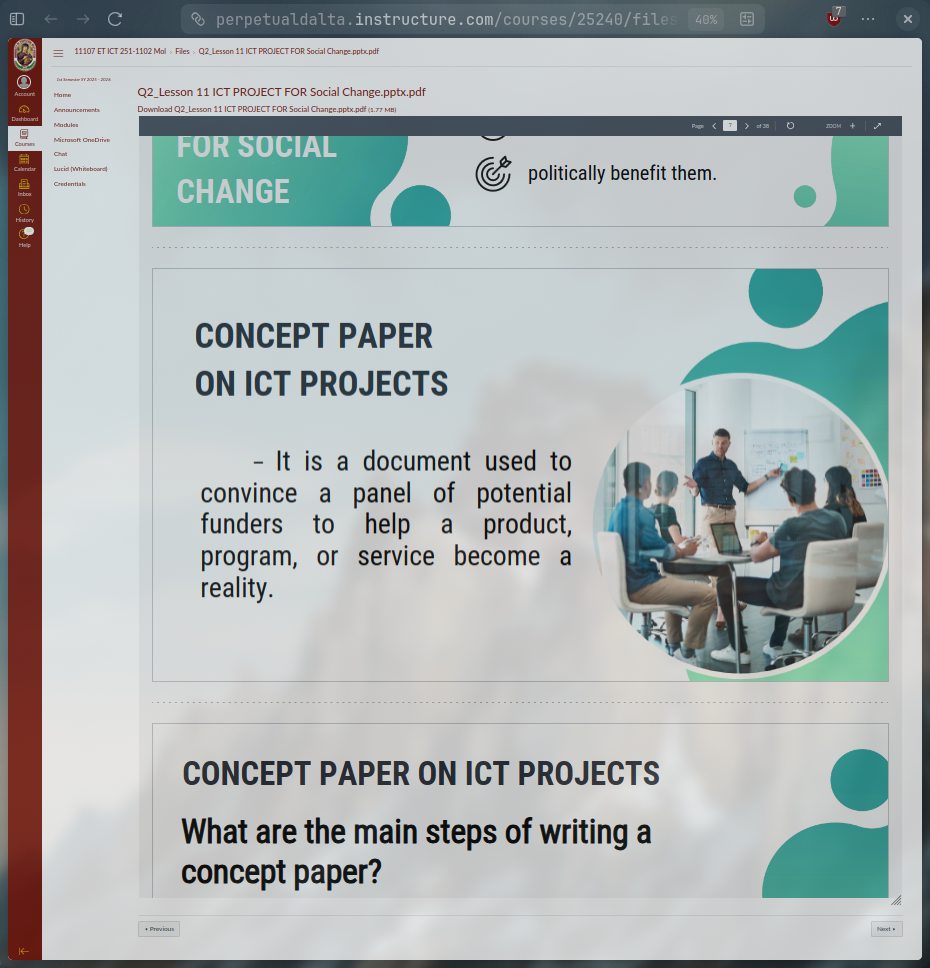 perpetualdalta.instructure.com/courses/25240/files
40%
7
11107 ET ICT 251-1102 Mol › Files › Q2_Lesson 11 ICT PROJECT FOR Social Change.pptx.pdf
1st Semester SY 2025 - 2026
Home
Announcements
Modules
Microsoft OneDrive
Chat
Lucid (Whiteboard)
Credentials
Account
Dashboard
Courses
Calendar
Inbox
History
Help
Q2_Lesson 11 ICT PROJECT FOR Social Change.pptx.pdf
Download Q2_Lesson 11 ICT PROJECT FOR Social Change.pptx.pdf (1.77 MB)
Page < 7 > of 38 ZOOM +
FOR SOCIAL
CHANGE
politically benefit them.
CONCEPT PAPER
ON ICT PROJECTS
– It is a document used to
convince a panel of potential
funders to help a product,
program, or service become a
reality.
CONCEPT PAPER ON ICT PROJECTS
What are the main steps of writing a
concept paper?
◂ Previous
Next ▸